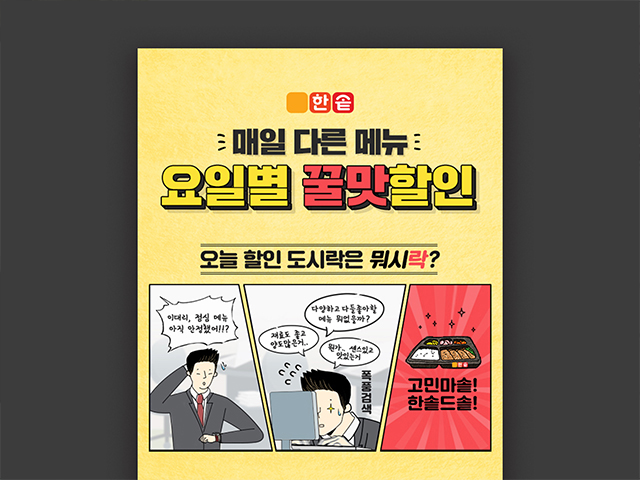 한솥
매일 다른 메뉴
요일별 꿀맛할인
오늘 할인 도시락은 뭐시락?
이대리, 점심 메뉴
아직 안정했어!!?
다양하고 다들좋아할
메뉴 뭐없을까?
재료도 좋고
양도많은거..
뭔가.. 센스있고
맛있는거
폭풍검색
고민마솥!
한솥드솥!